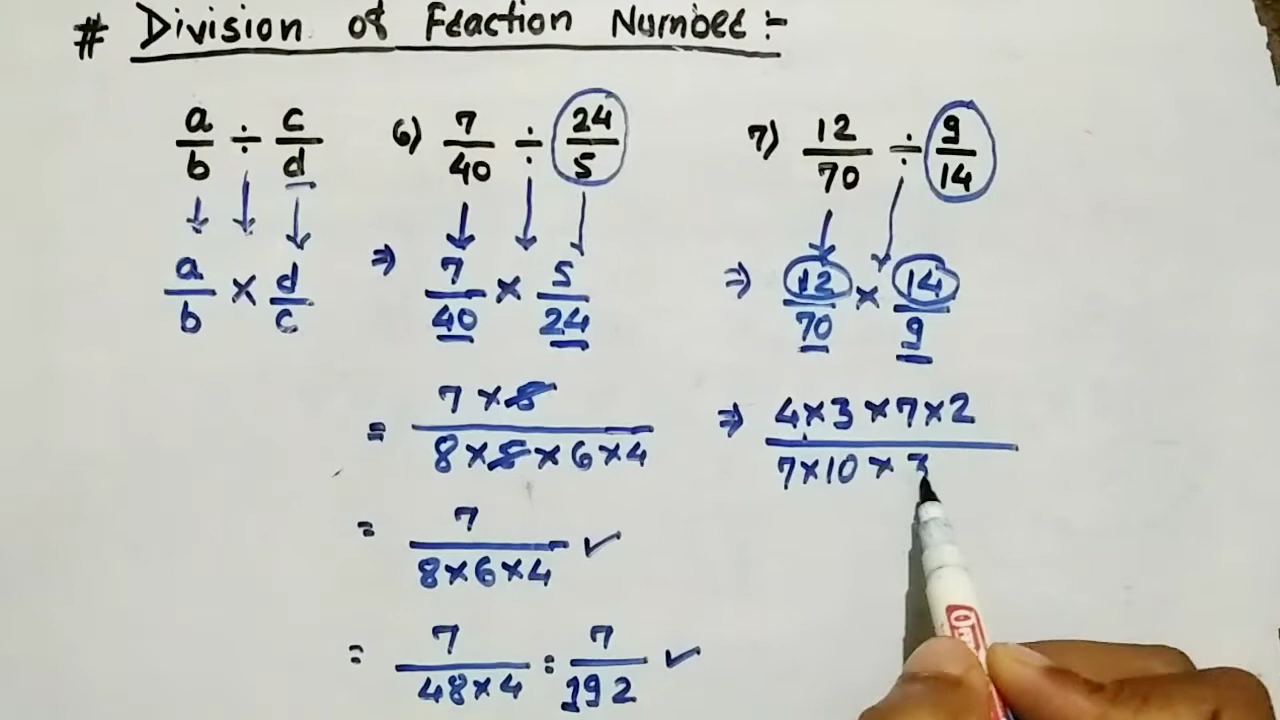 # Division of Fraction Number:-
a/b ÷ c/d
a/b × d/c
6) 7/40 ÷ 24/5
⇒ 7/40 × 5/24
= 7×5 / 8×5×6×4
= 7 / 8×6×4 ✓
= 7 / 48×4 = 7/192 ✓
7) 12/70 ÷ 9/14
⇒ 12/70 × 14/9
⇒ 4×3×7×2 / 7×10×3